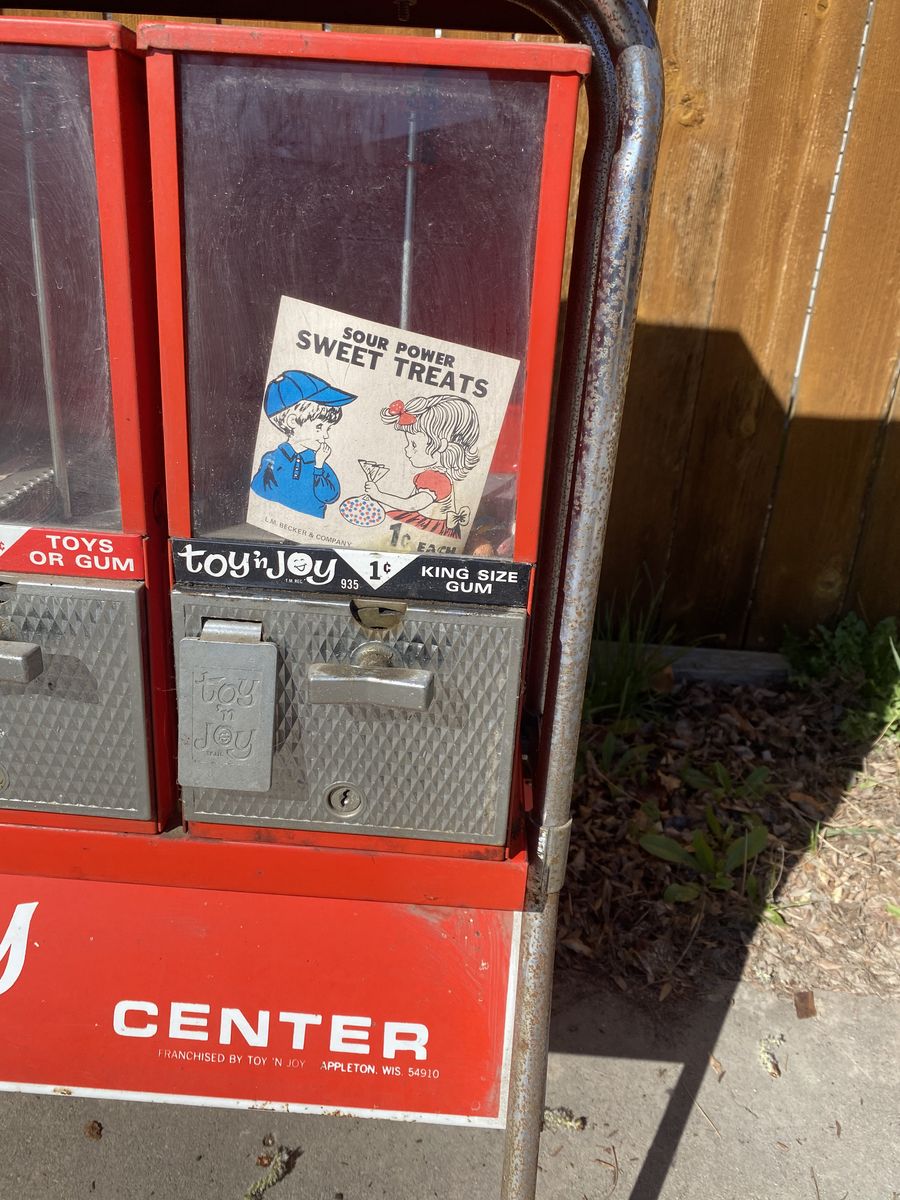 SOUR POWER
SWEET TREATS
L.M. BECKER & COMPANY
1¢ EACH
¢
TOYS
OR GUM
toy 'n Joy
T.M. REG.
935
1¢
KING SIZE
GUM
toy
'n
Joy
y
CENTER
FRANCHISED BY TOY 'N JOY APPLETON, WIS. 54910